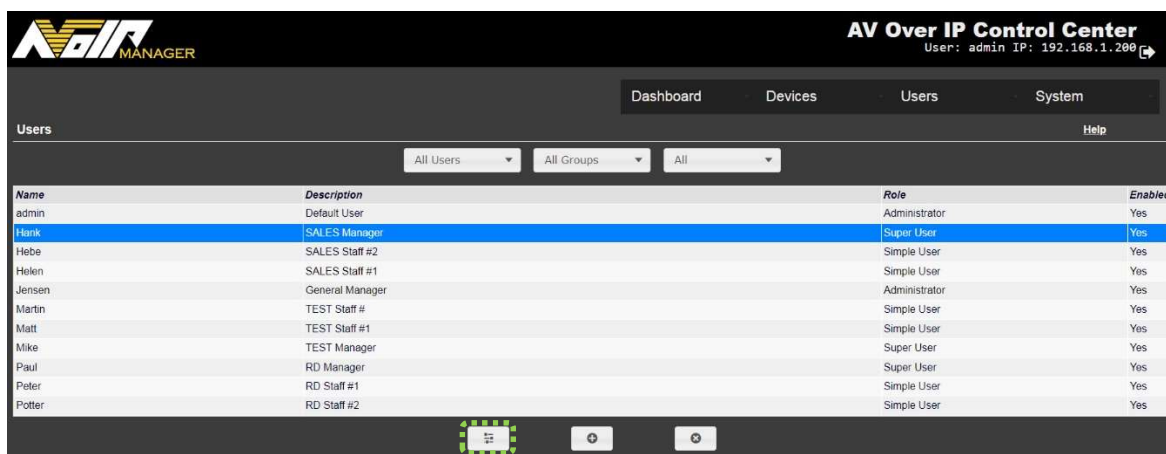 AVoIP MANAGER
AV Over IP Control Center
User: admin IP: 192.168.1.200
Dashboard Devices Users System
Users Help
All Users All Groups All
Name Description Role Enabled
admin Default User Administrator Yes
Hank SALES Manager Super User Yes
Hebe SALES Staff #2 Simple User Yes
Helen SALES Staff #1 Simple User Yes
Jensen General Manager Administrator Yes
Martin TEST Staff # Simple User Yes
Matt TEST Staff #1 Simple User Yes
Mike TEST Manager Super User Yes
Paul RD Manager Super User Yes
Peter RD Staff #1 Simple User Yes
Potter RD Staff #2 Simple User Yes